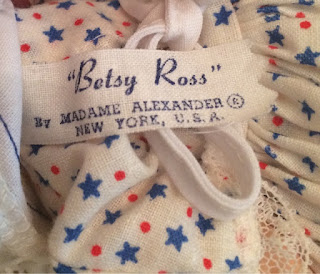 "Betsy Ross"
By MADAME ALEXANDER ®
NEW YORK, U.S.A.